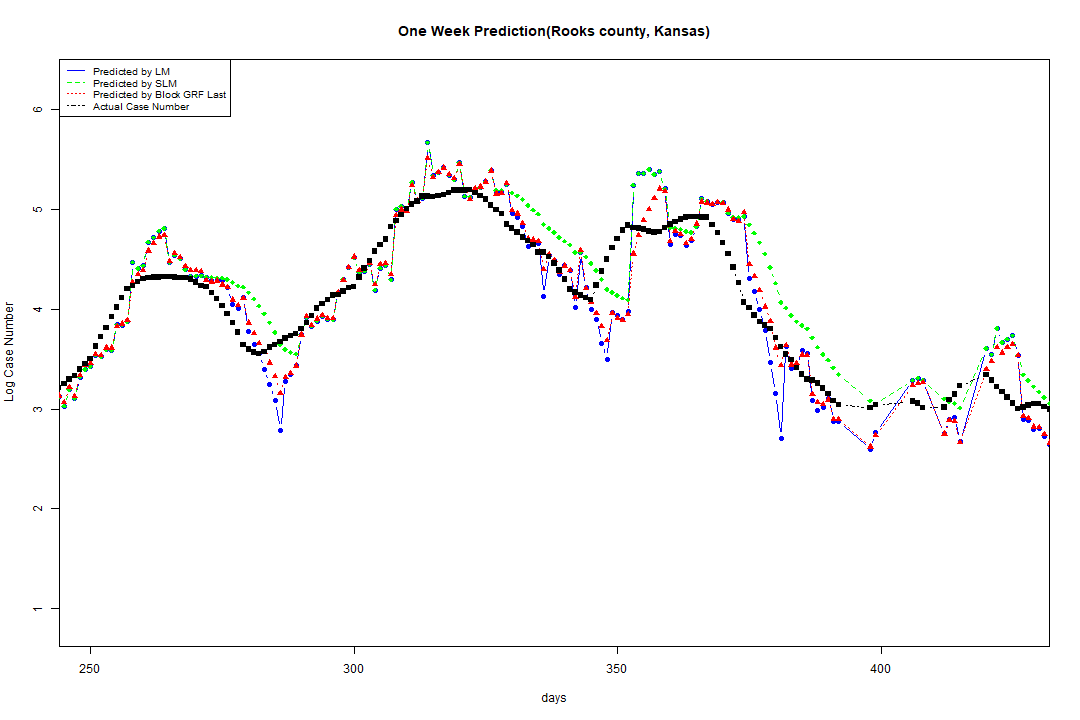 One Week Prediction(Rooks county, Kansas)
Predicted by LM
Predicted by SLM
Predicted by Block GRF Last
Actual Case Number
Log Case Number
6
5
4
3
2
1
250 300 350 400
days